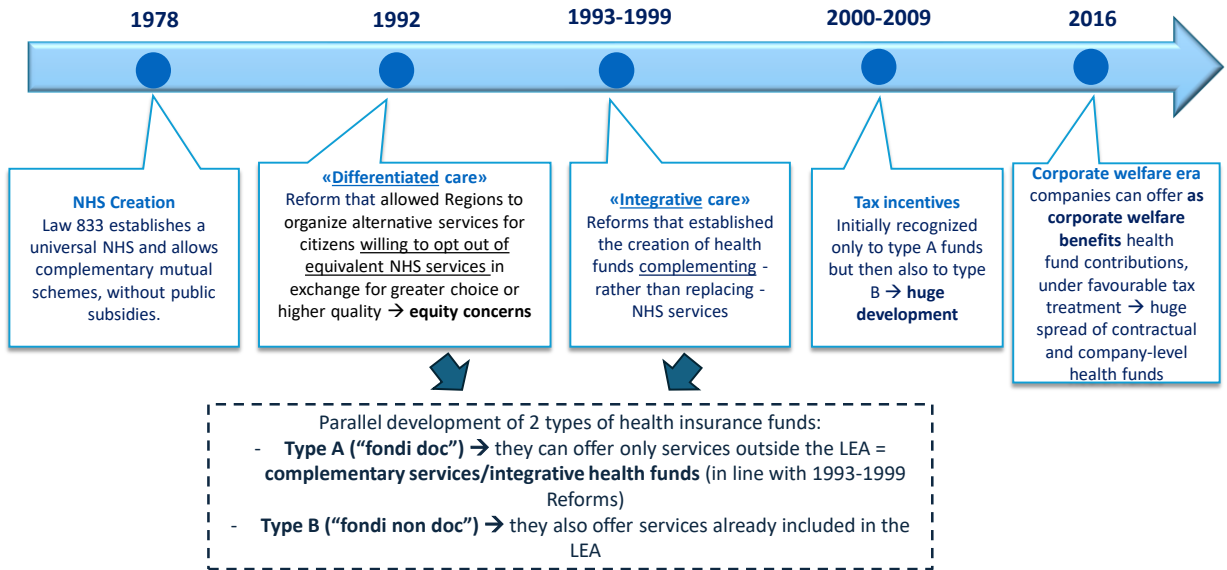 1978
1992
1993-1999
2000-2009
2016
NHS Creation
Law 833 establishes a
universal NHS and allows
complementary mutual
schemes, without public
subsidies.
«Differentiated care»
Reform that allowed Regions to
organize alternative services for
citizens willing to opt out of
equivalent NHS services in
exchange for greater choice or
higher quality → equity concerns
«Integrative care»
Reforms that established
the creation of health
funds complementing -
rather than replacing -
NHS services
Tax incentives
Initially recognized
only to type A funds
but then also to type
B → huge
development
Corporate welfare era
companies can offer as
corporate welfare
benefits health
fund contributions,
under favourable tax
treatment → huge
spread of contractual
and company-level
health funds
Parallel development of 2 types of health insurance funds:
- Type A (“fondi doc”) → they can offer only services outside the LEA =
complementary services/integrative health funds (in line with 1993-1999
Reforms)
- Type B (“fondi non doc”) → they also offer services already included in the
LEA